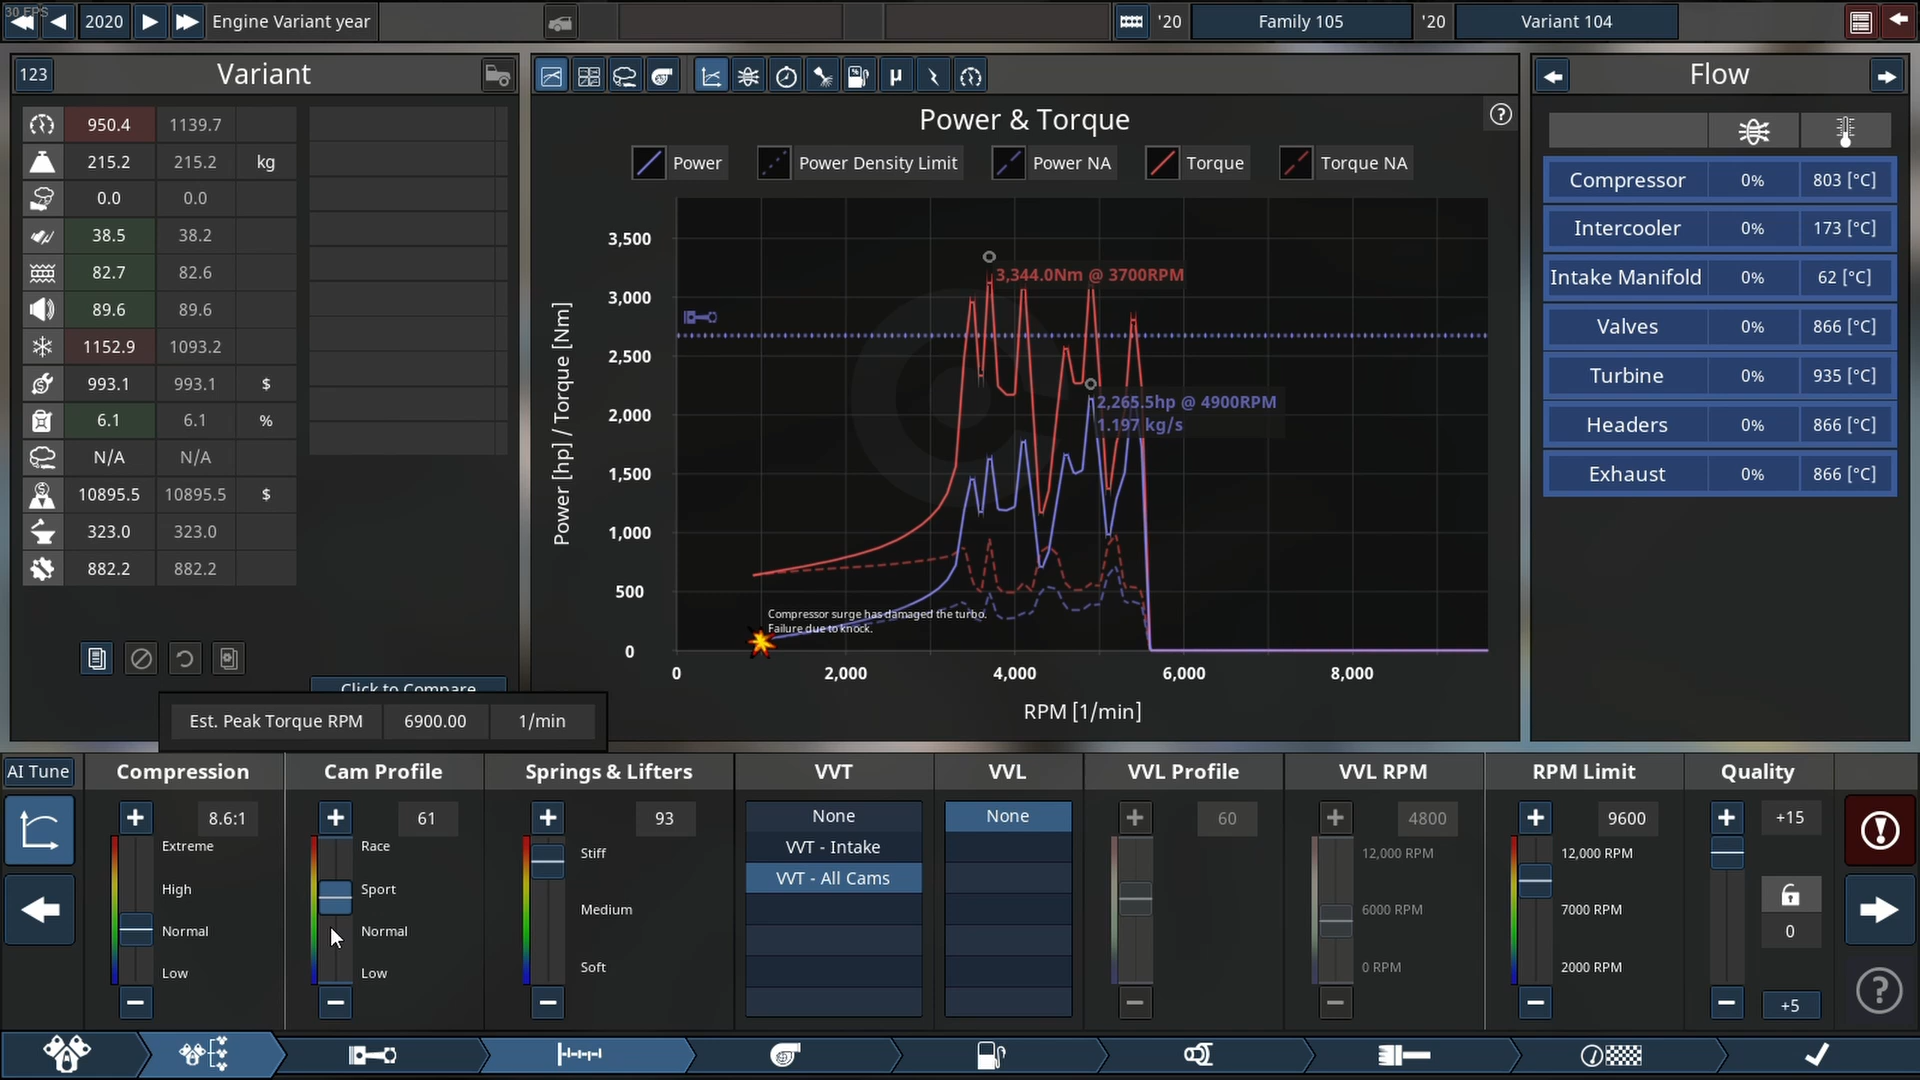 30 FPS
2020
Engine Variant year
'20
Family 105
'20
Variant 104
123
Variant
950.4 1139.7
215.2 215.2 kg
0.0 0.0
38.5 38.2
82.7 82.6
89.6 89.6
1152.9 1093.2
993.1 993.1 $
6.1 6.1 %
N/A N/A
10895.5 10895.5 $
323.0 323.0
882.2 882.2
Click to Compare
Est. Peak Torque RPM 6900.00 1/min
Power & Torque
?
Power
Power Density Limit
Power NA
Torque
Torque NA
Power [hp] / Torque [Nm]
3,500
3,000
2,500
2,000
1,500
1,000
500
0
3,344.0Nm @ 3700RPM
2,265.5hp @ 4900RPM
1.197 kg/s
Compressor surge has damaged the turbo.
Failure due to knock.
0 2,000 4,000 6,000 8,000
RPM [1/min]
Flow
Compressor 0% 803 [°C]
Intercooler 0% 173 [°C]
Intake Manifold 0% 62 [°C]
Valves 0% 866 [°C]
Turbine 0% 935 [°C]
Headers 0% 866 [°C]
Exhaust 0% 866 [°C]
AI Tune
Compression
8.6:1
Extreme
High
Normal
Low
Cam Profile
61
Race
Sport
Normal
Low
Springs & Lifters
93
Stiff
Medium
Soft
VVT
None
VVT - Intake
VVT - All Cams
VVL
None
VVL Profile
60
VVL RPM
4800
12,000 RPM
6000 RPM
0 RPM
RPM Limit
9600
12,000 RPM
7000 RPM
2000 RPM
Quality
+15
0
+5
?